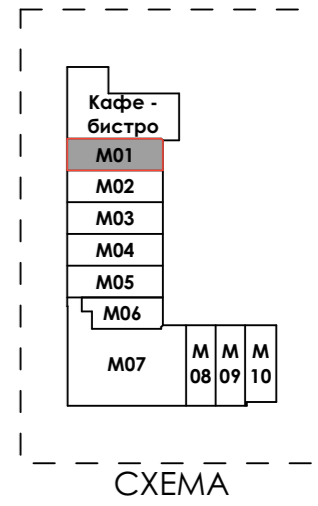 Кафе -
бистро
М01
М02
М03
М04
М05
М06
М07
М
08
М
09
М
10
СХЕМА